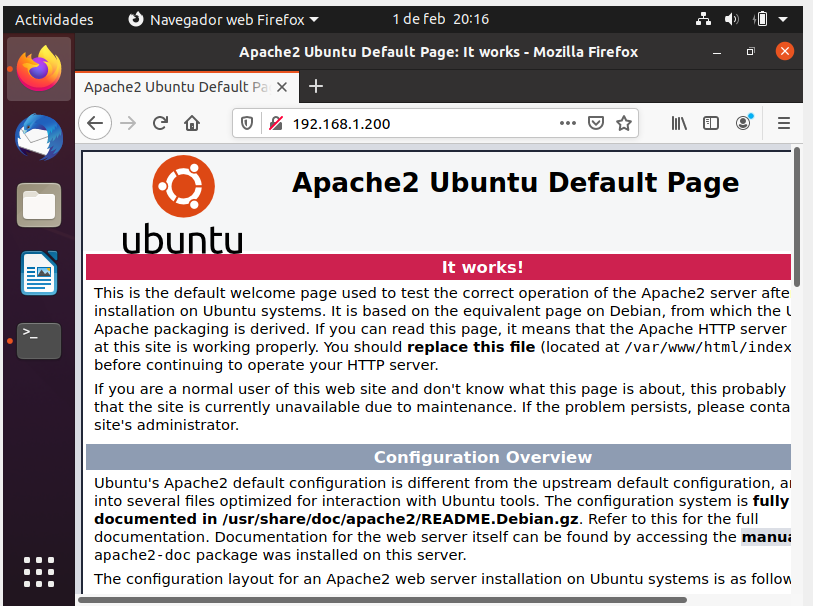 Actividades
Navegador web Firefox
1 de feb 20:16
Apache2 Ubuntu Default Page: It works - Mozilla Firefox
Apache2 Ubuntu Default Pa
192.168.1.200
ubuntu
Apache2 Ubuntu Default Page
It works!
This is the default welcome page used to test the correct operation of the Apache2 server afte
installation on Ubuntu systems. It is based on the equivalent page on Debian, from which the U
Apache packaging is derived. If you can read this page, it means that the Apache HTTP server
at this site is working properly. You should replace this file (located at /var/www/html/index
before continuing to operate your HTTP server.
If you are a normal user of this web site and don't know what this page is about, this probably
that the site is currently unavailable due to maintenance. If the problem persists, please conta
site's administrator.
Configuration Overview
Ubuntu's Apache2 default configuration is different from the upstream default configuration, a
into several files optimized for interaction with Ubuntu tools. The configuration system is fully
documented in /usr/share/doc/apache2/README.Debian.gz. Refer to this for the full
documentation. Documentation for the web server itself can be found by accessing the manua
apache2-doc package was installed on this server.
The configuration layout for an Apache2 web server installation on Ubuntu systems is as follow